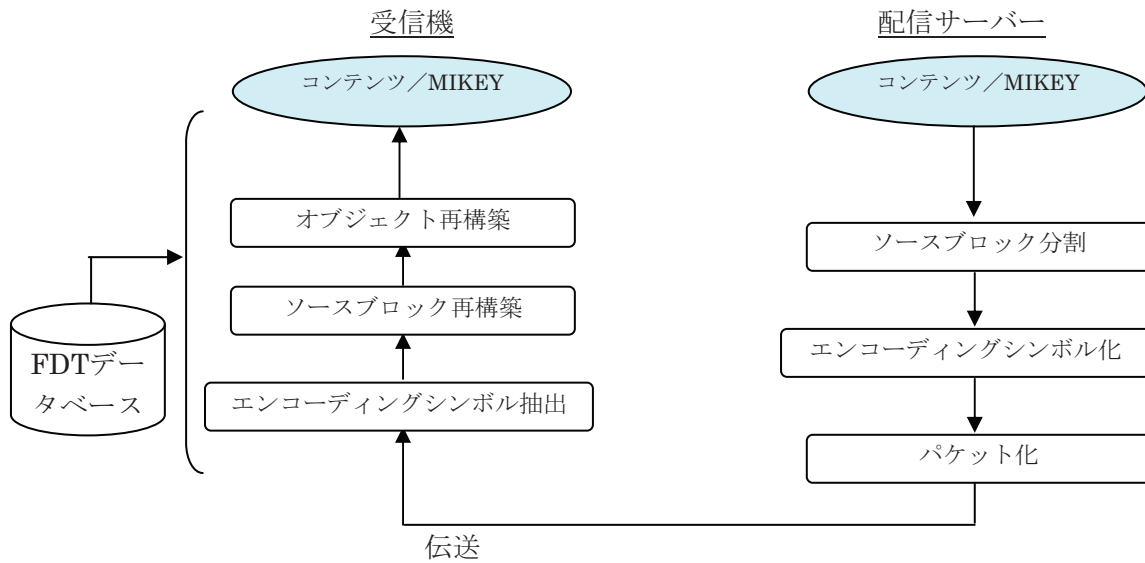 受信機
コンテンツ／MIKEY
オブジェクト再構築
ソースブロック再構築
エンコーディングシンボル抽出
FDTデー
タベース
配信サーバー
コンテンツ／MIKEY
ソースブロック分割
エンコーディングシンボル化
パケット化
伝送